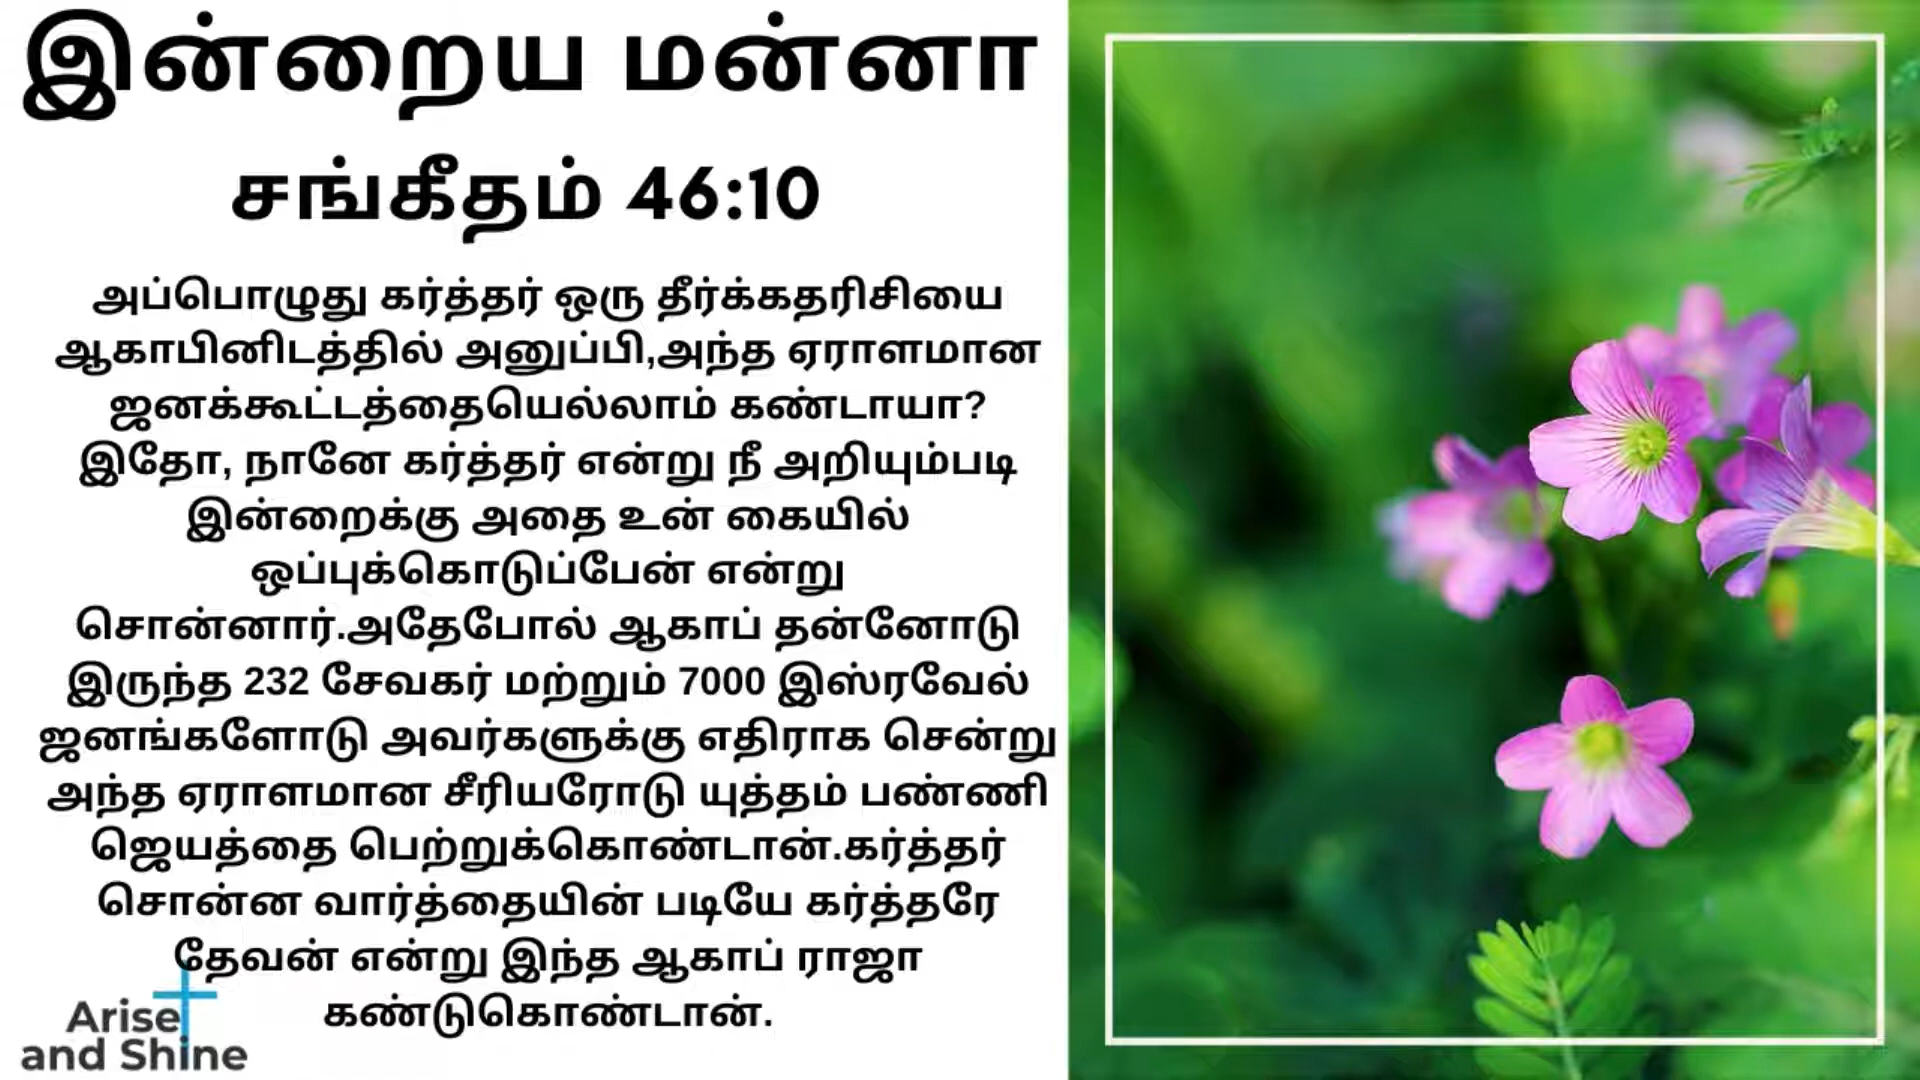 இன்றைய மன்னா
சங்கீதம் 46:10
அப்பொழுது கர்த்தர் ஒரு தீர்க்கதரிசியை
ஆகாபினிடத்தில் அனுப்பி,அந்த ஏராளமான
ஜனக்கூட்டத்தையெல்லாம் கண்டாயா?
இதோ, நானே கர்த்தர் என்று நீ அறியும்படி
இன்றைக்கு அதை உன் கையில்
ஒப்புக்கொடுப்பேன் என்று
சொன்னார்.அதேபோல் ஆகாப் தன்னோடு
இருந்த 232 சேவகர் மற்றும் 7000 இஸ்ரவேல்
ஜனங்களோடு அவர்களுக்கு எதிராக சென்று
அந்த ஏராளமான சீரியரோடு யுத்தம் பண்ணி
ஜெயத்தை பெற்றுக்கொண்டான்.கர்த்தர்
சொன்ன வார்த்தையின் படியே கர்த்தரே
தேவன் என்று இந்த ஆகாப் ராஜா
கண்டுகொண்டான்.
Arise
and Shine